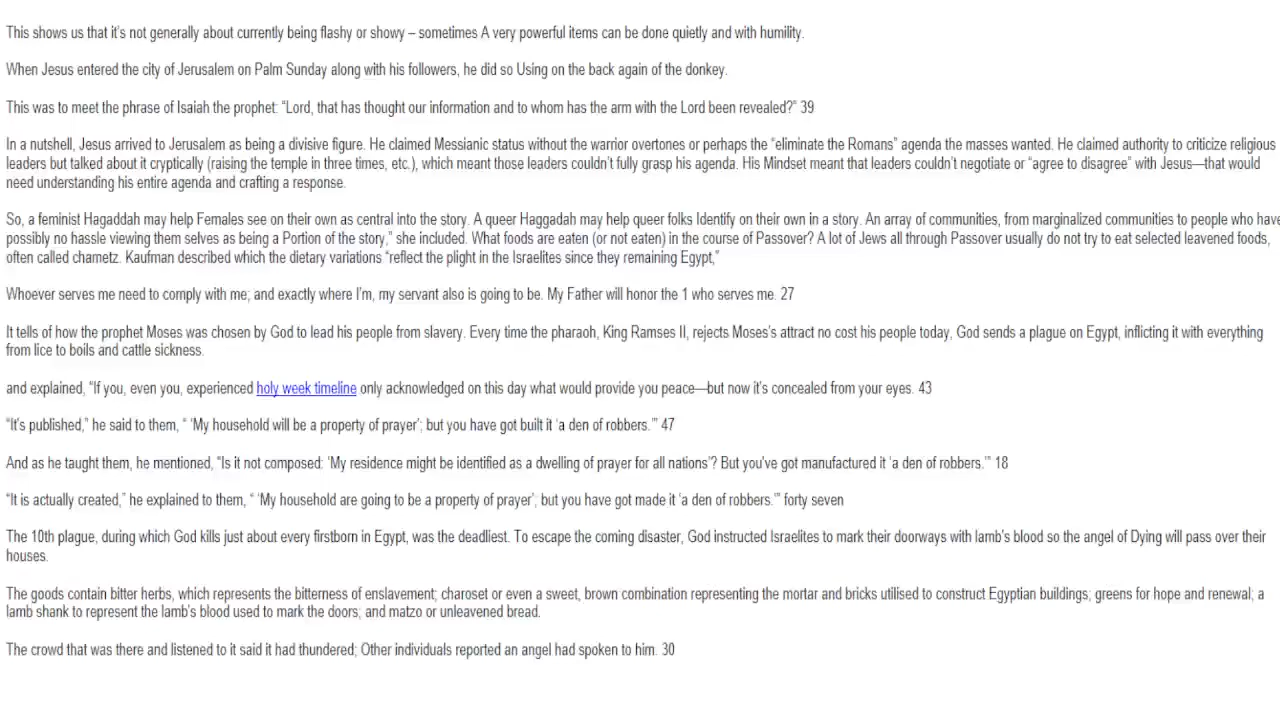 This shows us that it's not generally about currently being flashy or showy – sometimes A very powerful items can be done quietly and with humility.
When Jesus entered the city of Jerusalem on Palm Sunday along with his followers, he did so Using on the back again of the donkey.
This was to meet the phrase of Isaiah the prophet: “Lord, that has thought our information and to whom has the arm with the Lord been revealed?” 39
In a nutshell, Jesus arrived to Jerusalem as being a divisive figure. He claimed Messianic status without the warrior overtones or perhaps the “eliminate the Romans” agenda the masses wanted. He claimed authority to criticize religious
leaders but talked about it cryptically (raising the temple in three times, etc.), which meant those leaders couldn't fully grasp his agenda. His Mindset meant that leaders couldn't negotiate or “agree to disagree” with Jesus—that would
need understanding his entire agenda and crafting a response.
So, a feminist Hagaddah may help Females see on their own as central into the story. A queer Haggadah may help queer folks Identify on their own in a story. An array of communities, from marginalized communities to people who have
possibly no hassle viewing them selves as being a Portion of the story,” she included. What foods are eaten (or not eaten) in the course of Passover? A lot of Jews all through Passover usually do not try to eat selected leavened foods,
often called chametz. Kaufman described which the dietary variations “reflect the plight in the Israelites since they remaining Egypt,”
Whoever serves me need to comply with me; and exactly where I'm, my servant also is going to be. My Father will honor the 1 who serves me. 27
It tells of how the prophet Moses was chosen by God to lead his people from slavery. Every time the pharaoh, King Ramses II, rejects Moses's attract no cost his people today, God sends a plague on Egypt, inflicting it with everything
from lice to boils and cattle sickness.
and explained, “If you, even you, experienced holy week timeline only acknowledged on this day what would provide you peace—but now it's concealed from your eyes. 43
“It's published,” he said to them, “ ‘My household will be a property of prayer’; but you have got built it ‘a den of robbers.’” 47
And as he taught them, he mentioned, “Is it not composed: ‘My residence might be identified as a dwelling of prayer for all nations’? But you've got manufactured it ‘a den of robbers.’” 18
“It is actually created,” he explained to them, “ ‘My household are going to be a property of prayer’; but you have got made it ‘a den of robbers.’” forty seven
The 10th plague, during which God kills just about every firstborn in Egypt, was the deadliest. To escape the coming disaster, God instructed Israelites to mark their doorways with lamb's blood so the angel of Dying will pass over their
houses.
The goods contain bitter herbs, which represents the bitterness of enslavement; charoset or even a sweet, brown combination representing the mortar and bricks utilised to construct Egyptian buildings; greens for hope and renewal; a
lamb shank to represent the lamb's blood used to mark the doors; and matzo or unleavened bread.
The crowd that was there and listened to it said it had thundered; Other individuals reported an angel had spoken to him. 30